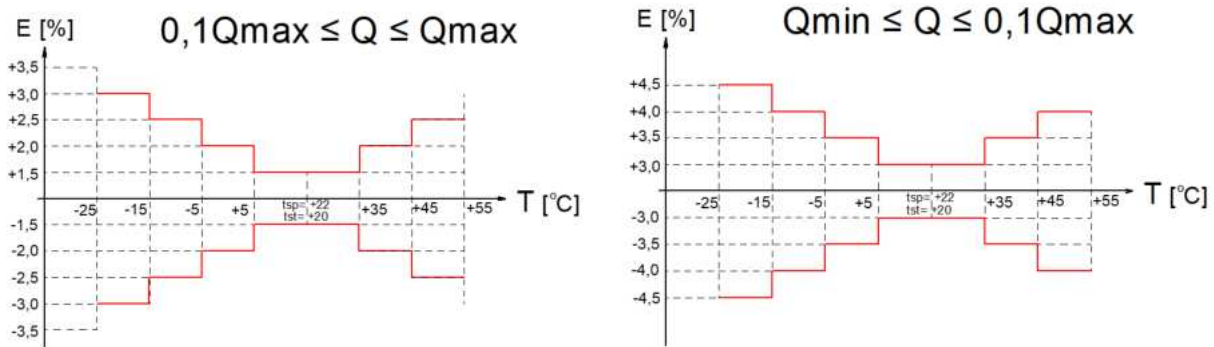 E [%]
0,1Qmax ≤ Q ≤ Qmax
+3,5
+3,0
+2,5
+2,0
+1,5
-25 -15 -5 +5 tsp= +22 +35 +45 +55 T [°C]
tst= +20
-1,5
-2,0
-2,5
-3,0
-3,5
E [%]
Qmin ≤ Q ≤ 0,1Qmax
+4,5
+4,0
+3,5
+3,0
-25 -15 -5 +5 tsp= +22 +35 +45 +55 T [°C]
tst= +20
-3,0
-3,5
-4,0
-4,5